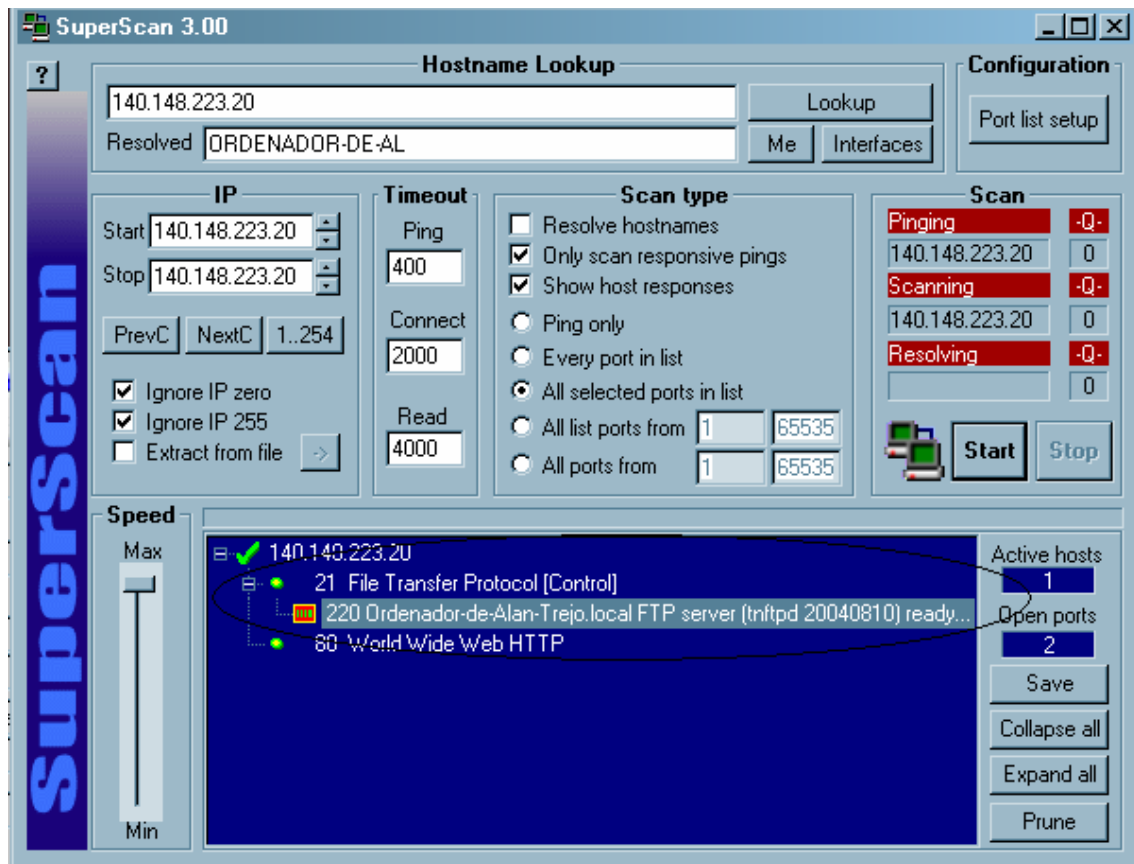 SuperScan 3.00
?
Hostname Lookup
140.148.223.20
Lookup
Resolved ORDENADOR-DE-AL
Me Interfaces
Configuration
Port list setup
IP
Start 140.148.223.20
Stop 140.148.223.20
PrevC NextC 1..254
Ignore IP zero
Ignore IP 255
Extract from file ->
Timeout
Ping
400
Connect
2000
Read
4000
Scan type
Resolve hostnames
Only scan responsive pings
Show host responses
Ping only
Every port in list
All selected ports in list
All list ports from 1 65535
All ports from 1 65535
Scan
Pinging -Q-
140.148.223.20 0
Scanning -Q-
140.148.223.20 0
Resolving -Q-
0
Start Stop
SuperScan
Speed
Max
Min
140.148.223.20
21 File Transfer Protocol [Control]
220 Ordenador-de-Alan-Trejo.local FTP server (tnftpd 20040810) ready...
80 World Wide Web HTTP
Active hosts
1
Open ports
2
Save
Collapse all
Expand all
Prune